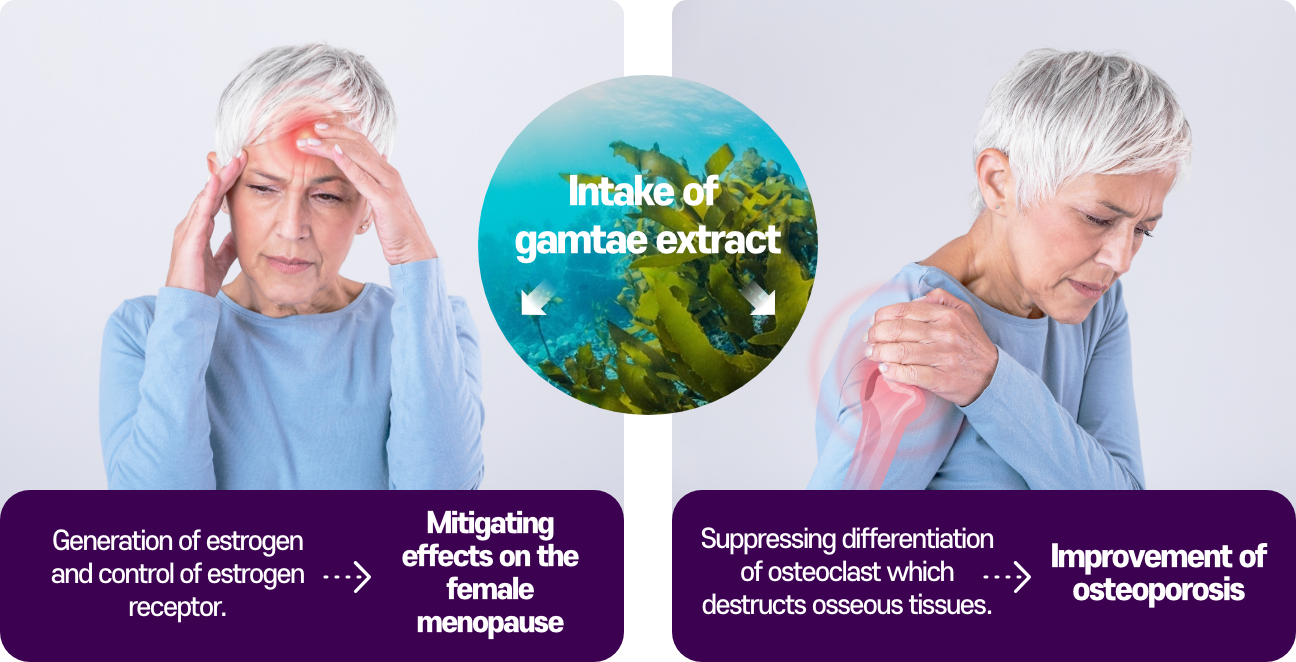 Intake of
gamtae extract
Generation of estrogen
and control of estrogen
receptor.
Mitigating
effects on the
female
menopause
Suppressing differentiation
of osteoclast which
destructs osseous tissues.
Improvement of
osteoporosis